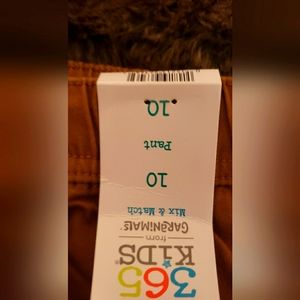 365
KiDS®
from
GARANiMALS®
Mix & Match
10
Pant
10